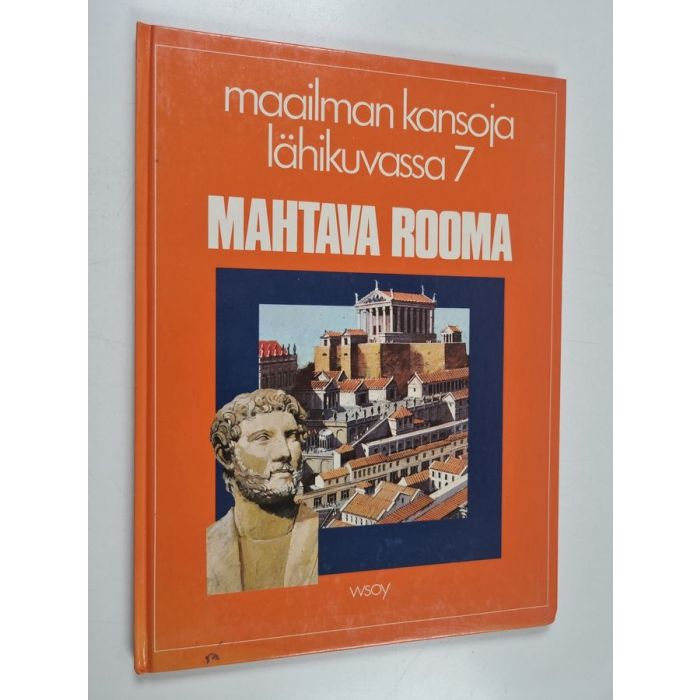 maailman kansoja
lähikuvassa 7
MAHTAVA ROOMA
wsoy